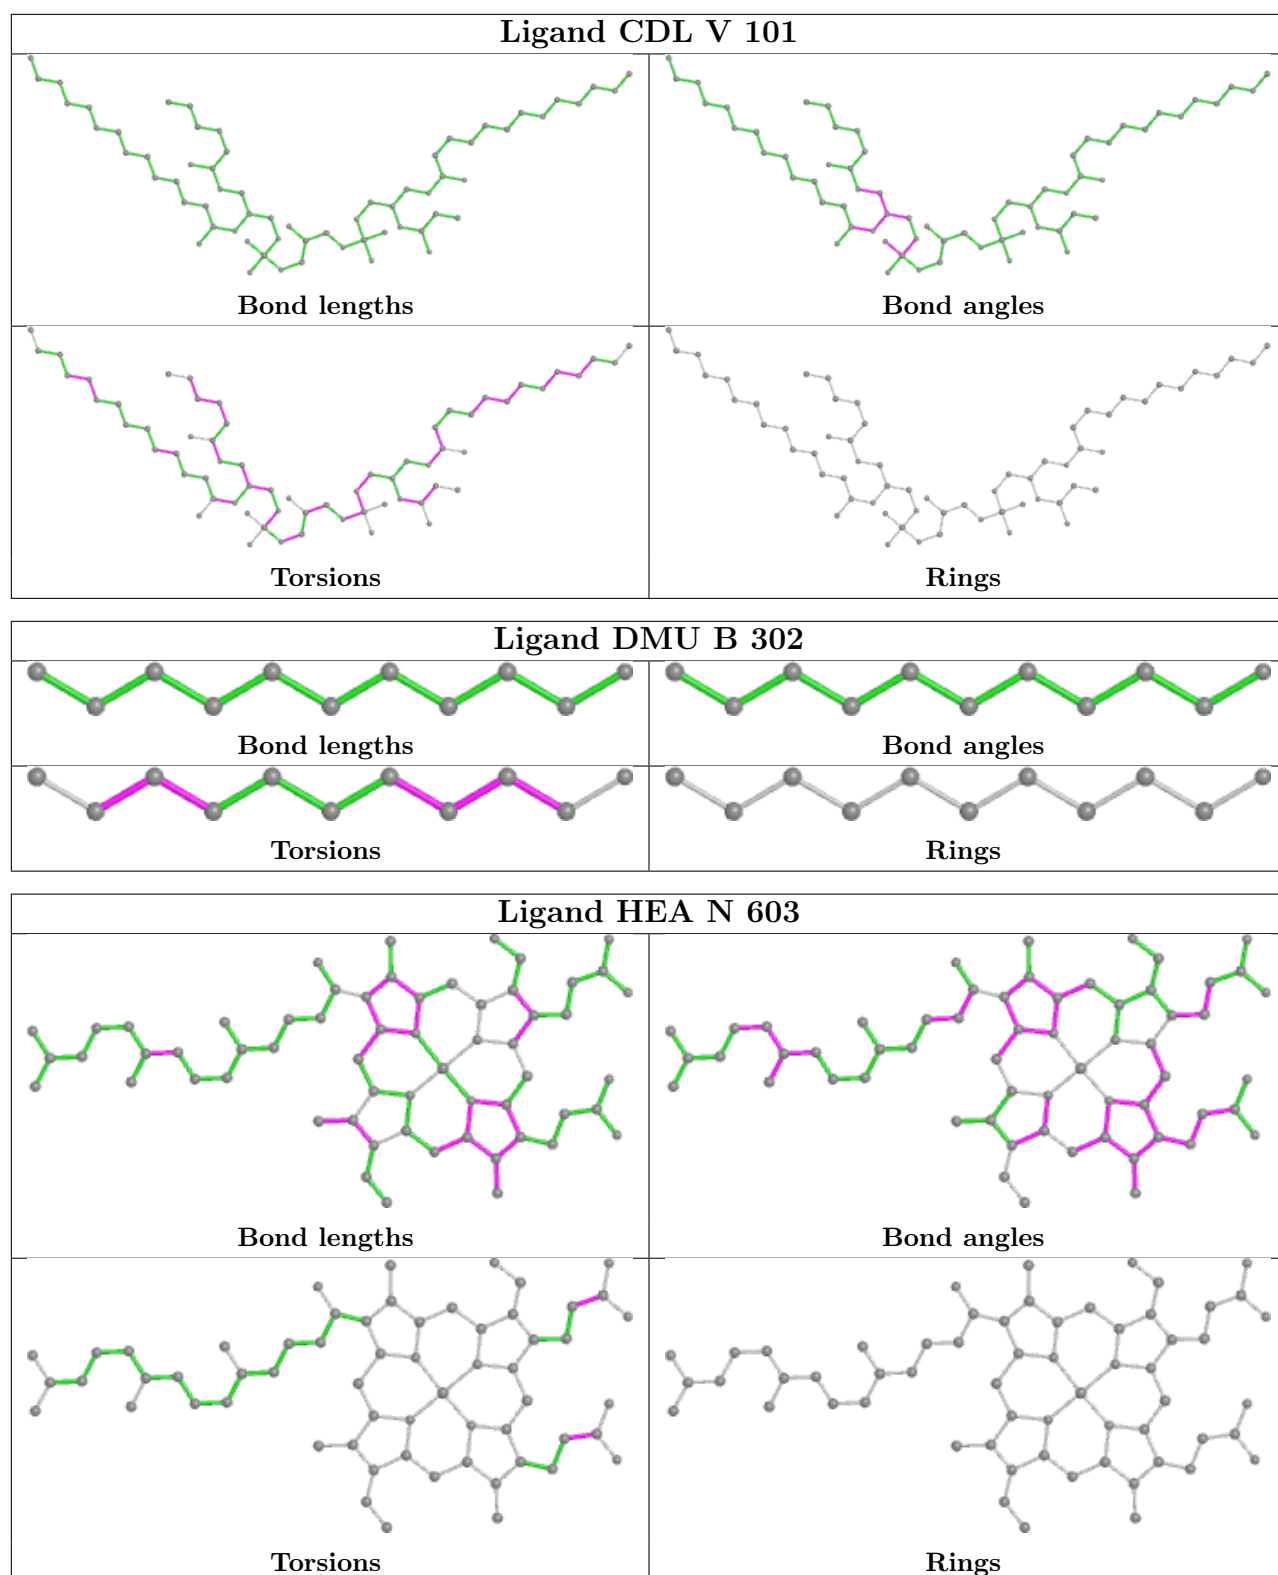 Ligand CDL V 101
Bond lengths
Bond angles
Torsions
Rings
Ligand DMU B 302
Bond lengths
Bond angles
Torsions
Rings
Ligand HEA N 603
Bond lengths
Bond angles
Torsions
Rings